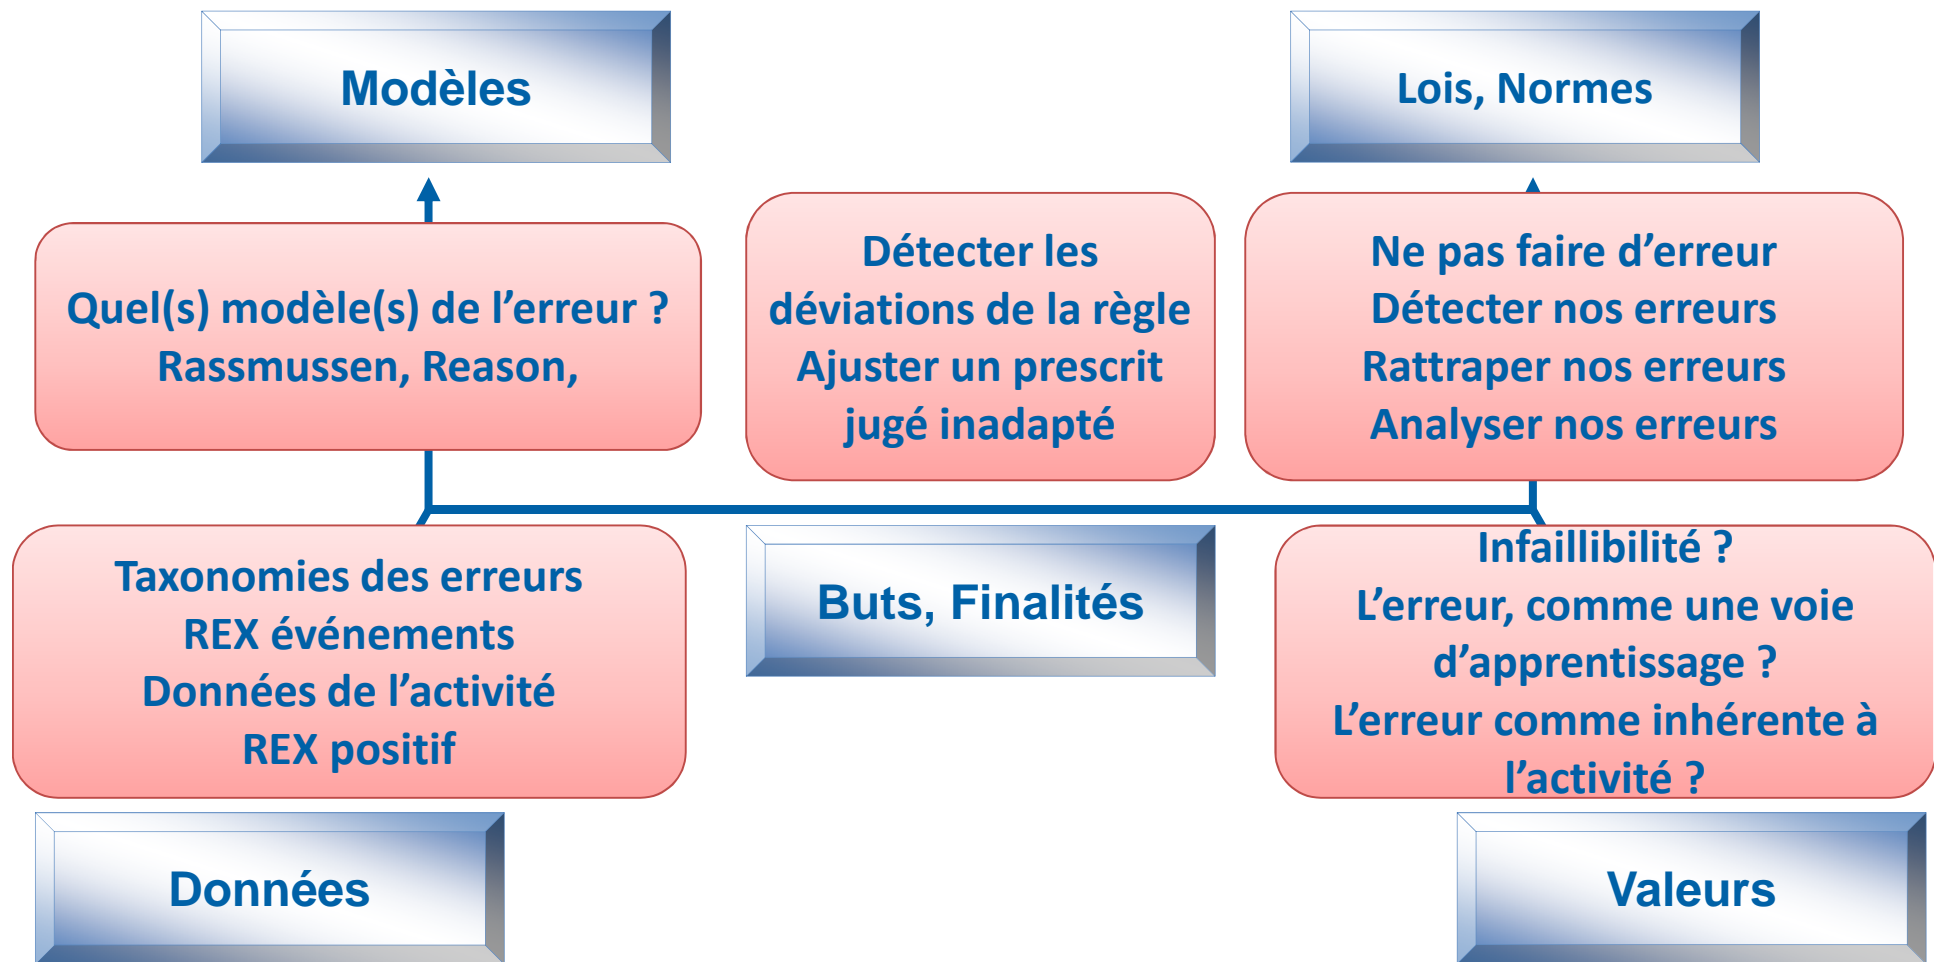 Modèles
Lois, Normes
Quel(s) modèle(s) de l’erreur ?
Rassmussen, Reason,
Détecter les
déviations de la règle
Ajuster un prescrit
jugé inadapté
Ne pas faire d’erreur
Détecter nos erreurs
Rattraper nos erreurs
Analyser nos erreurs
Taxonomies des erreurs
REX événements
Données de l’activité
REX positif
Buts, Finalités
Infaillibilité ?
L’erreur, comme une voie
d’apprentissage ?
L’erreur comme inhérente à
l’activité ?
Données
Valeurs